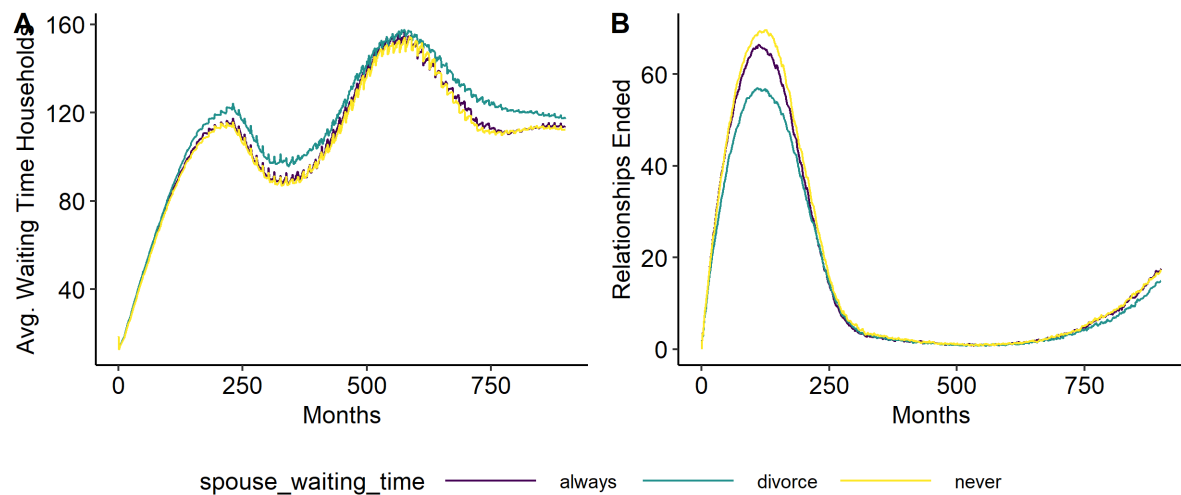 A
Avg. Waiting Time Households
160
120
80
40
0 250 500 750
Months
B
Relationships Ended
60
40
20
0
0 250 500 750
Months
spouse_waiting_time always divorce never